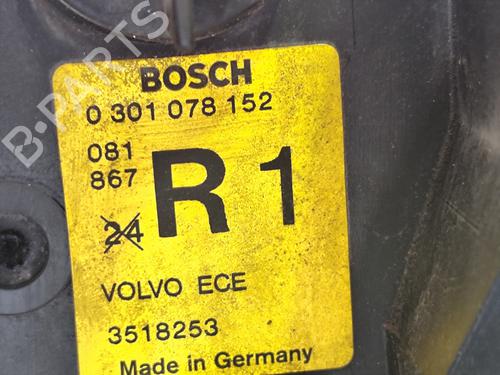 B-PARTS
BOSCH
0 301 078 152
081
867
24
R 1
VOLVO ECE
3518253
Made in Germany